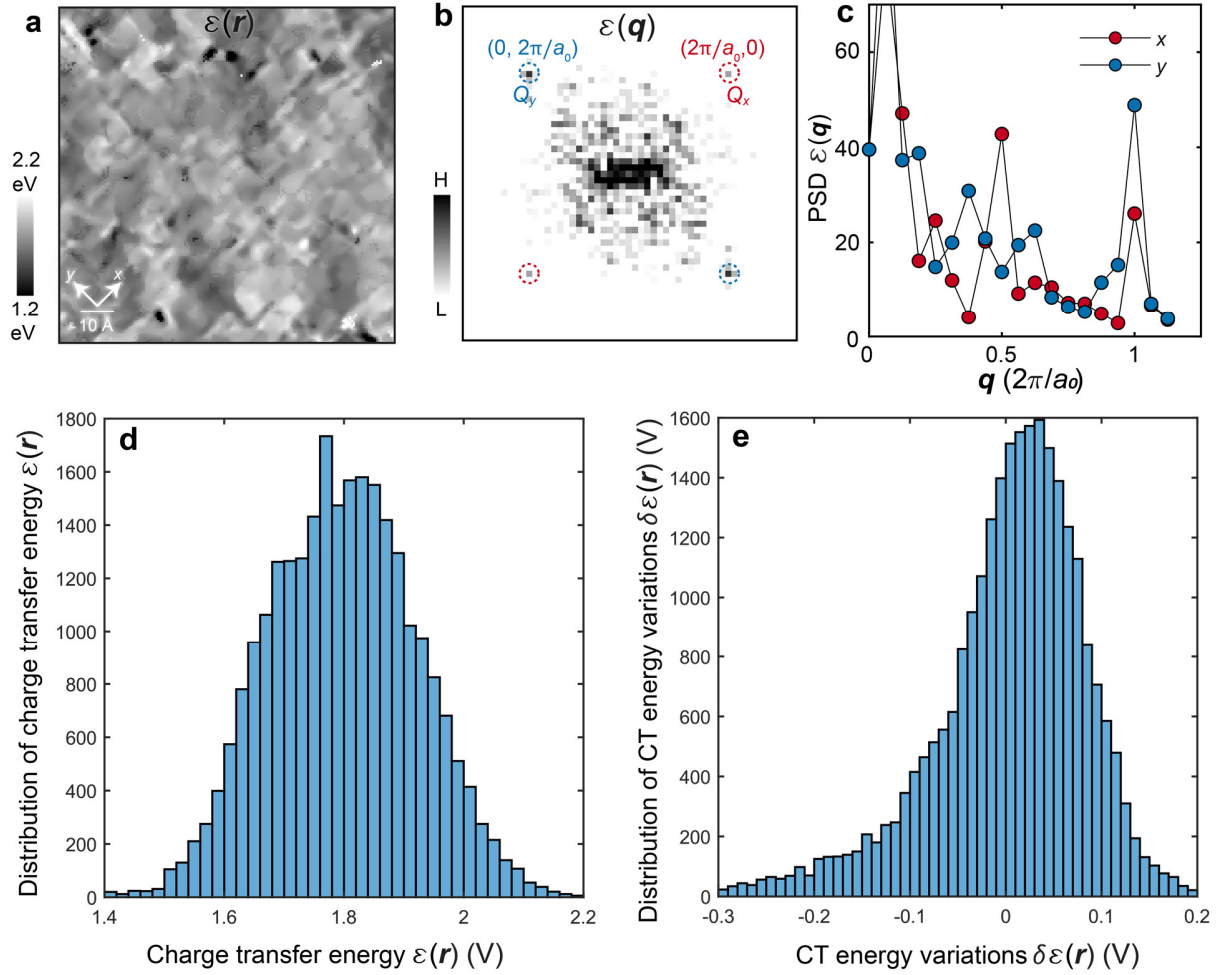 a
ε(r)
2.2
eV
1.2
eV
y
x
10 Å
b
ε(q)
(0, 2π/a₀)
(2π/a₀,0)
Qy
Qx
H
L
c
x
y
PSD ε(q)
60
40
20
0
0
0.5
1
q (2π/a₀)
d
Distribution of charge transfer energy ε(r)
1800
1600
1400
1200
1000
800
600
400
200
0
1.4
1.6
1.8
2
2.2
Charge transfer energy ε(r) (V)
e
Distribution of CT energy variations δε(r) (V)
1600
1400
1200
1000
800
600
400
200
0
-0.3
-0.2
-0.1
0
0.1
0.2
CT energy variations δε(r) (V)